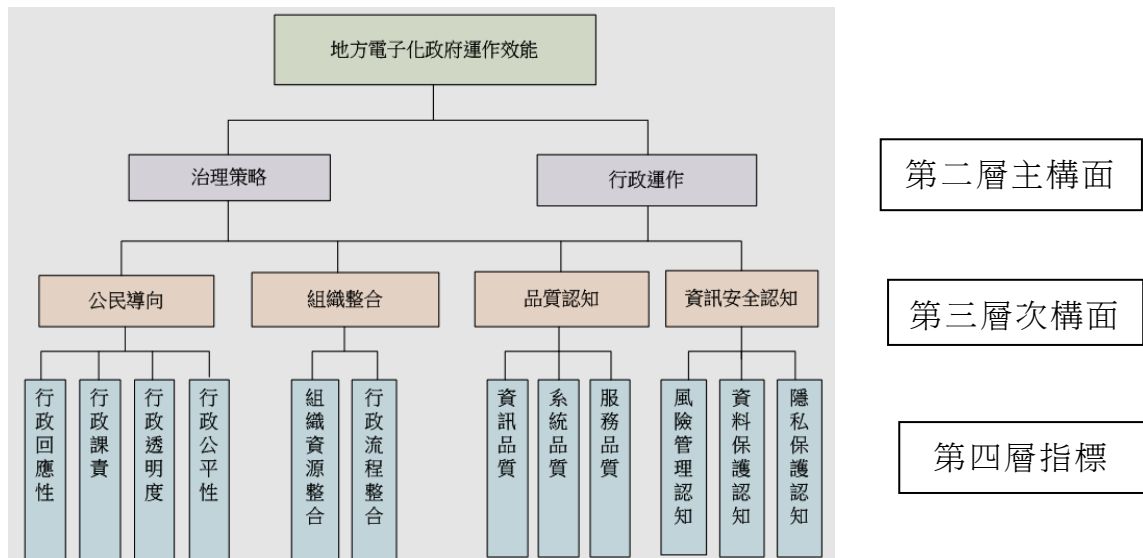 地方電子化政府運作效能
治理策略
行政運作
第二層主構面
公民導向
組織整合
品質認知
資訊安全認知
第三層次構面
行政回應性
行政課責
行政透明度
行政公平性
組織資源整合
行政流程整合
資訊品質
系統品質
服務品質
風險管理認知
資料保護認知
隱私保護認知
第四層指標